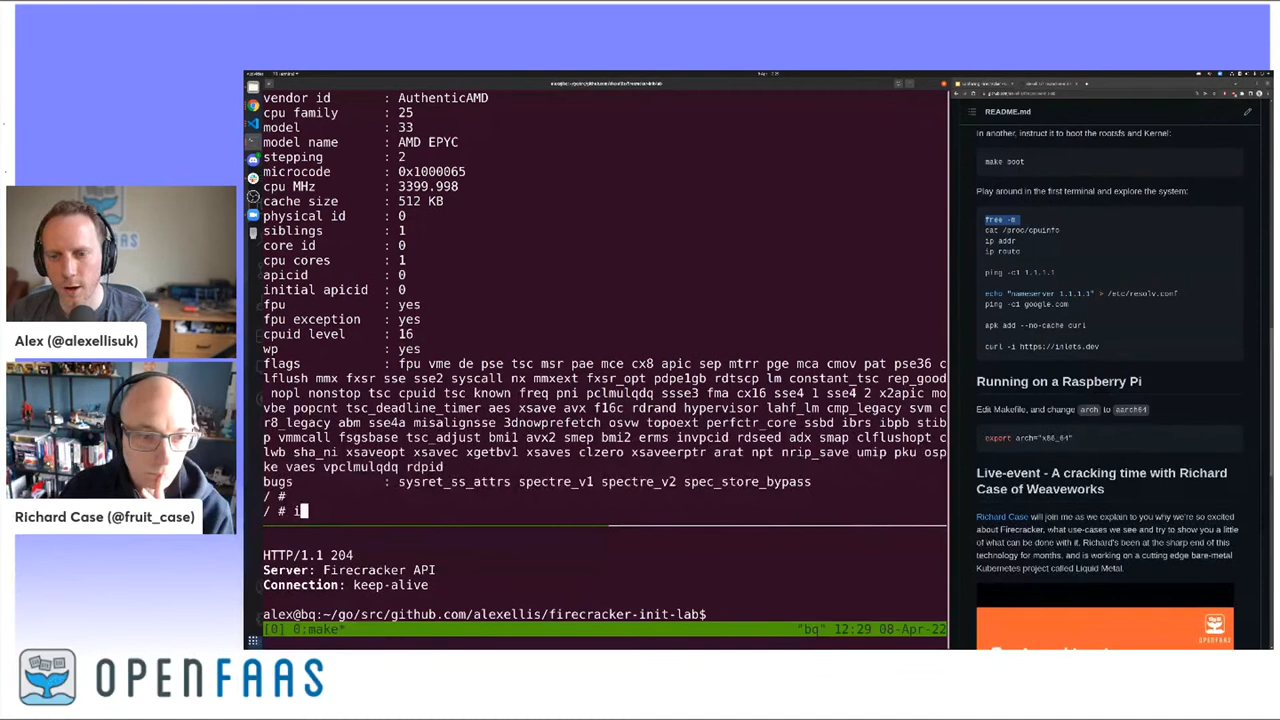 vendor id : AuthenticAMD
cpu family : 25
model : 33
model name : AMD EPYC
stepping : 2
microcode : 0x1000065
cpu MHz : 3399.998
cache size : 512 KB
physical id : 0
siblings : 1
core id : 0
cpu cores : 1
apicid : 0
initial apicid : 0
fpu : yes
fpu exception : yes
cpuid level : 16
wp : yes
flags : fpu vme de pse tsc msr pae mce cx8 apic sep mtrr pge mca cmov pat pse36 c
lflush mmx fxsr sse sse2 syscall nx mmxext fxsr_opt pdpe1gb rdtscp lm constant_tsc rep_good
nopl nonstop tsc cpuid tsc known freq pni pclmulqdq ssse3 fma cx16 sse4 1 sse4 2 x2apic mo
vbe popcnt tsc_deadline_timer aes xsave avx f16c rdrand hypervisor lahf_lm cmp_legacy svm c
r8_legacy abm sse4a misalignsse 3dnowprefetch osvw topoext perfctr_core ssbd ibrs ibpb stib
p vmmcall fsgsbase tsc_adjust bmi1 avx2 smep bmi2 erms invpcid rdseed adx smap clflushopt c
lwb sha_ni xsaveopt xsavec xgetbv1 xsaves clzero xsaveerptr arat npt nrip_save umip pku osp
ke vaes vpclmulqdq rdpid
bugs : sysret_ss_attrs spectre_v1 spectre_v2 spec_store_bypass
/ #
/ # i
HTTP/1.1 204
Server: Firecracker API
Connection: keep-alive
alex@bq:~/go/src/github.com/alexellis/firecracker-init-lab$
[0] 0:make* "bq" 12:29 08-Apr-22
README.md
In another, instruct it to boot the rootsfs and Kernel:
make boot
Play around in the first terminal and explore the system:
free -m
cat /proc/cpuinfo
ip addr
ip route
ping -c1 1.1.1.1
echo "nameserver 1.1.1.1" > /etc/resolv.conf
ping -c1 google.com
apk add --no-cache curl
curl -i https://inlets.dev
Running on a Raspberry Pi
Edit Makefile, and change arch to aarch64
export arch="x86_64"
Live-event - A cracking time with Richard
Case of Weaveworks
Richard Case will join me as we explain to you why we're so excited
about Firecracker, what use-cases we see and try to show you a little
of what can be done with it. Richard's been at the sharp end of this
technology for months, and is working on a cutting edge bare-metal
Kubernetes project called Liquid Metal.
Alex (@alexellisuk)
Richard Case (@fruit_case)
OPENFAAS